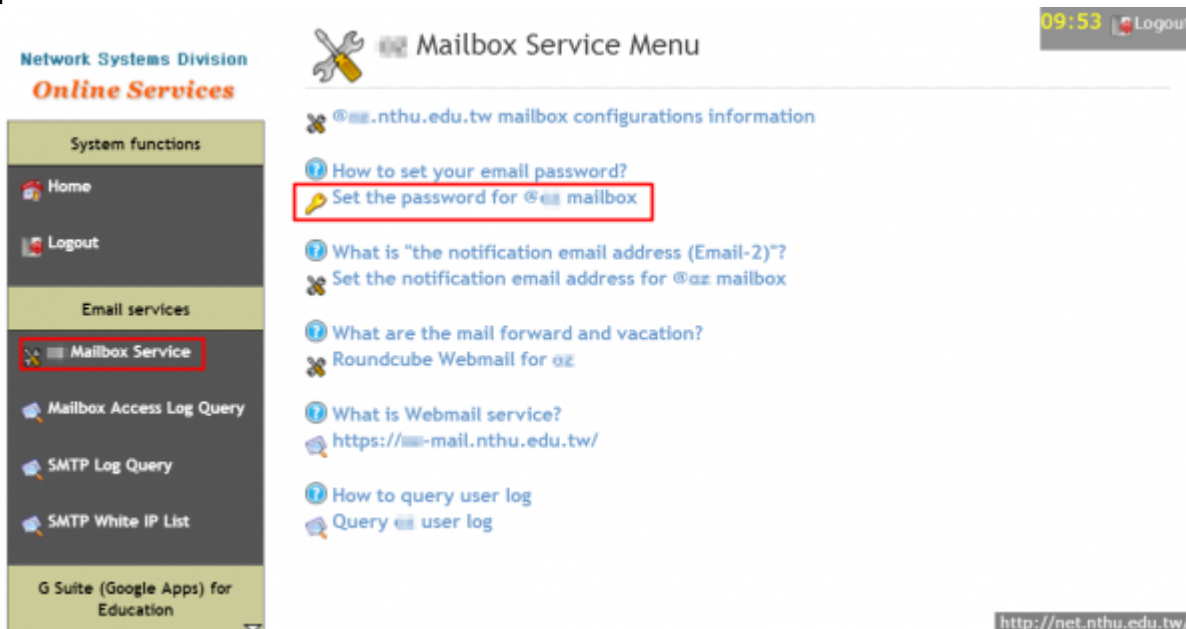 Network Systems Division
Online Services
System functions
Home
Logout
Email services
Mailbox Service
Mailbox Access Log Query
SMTP Log Query
SMTP White IP List
G Suite (Google Apps) for
Education
Mailbox Service Menu
09:53 Logout
@ .nthu.edu.tw mailbox configurations information
How to set your email password?
Set the password for @ mailbox
What is "the notification email address (Email-2)"?
Set the notification email address for @oz mailbox
What are the mail forward and vacation?
Roundcube Webmail for oz
What is Webmail service?
https:// -mail.nthu.edu.tw/
How to query user log
Query user log
http://net.nthu.edu.tw/